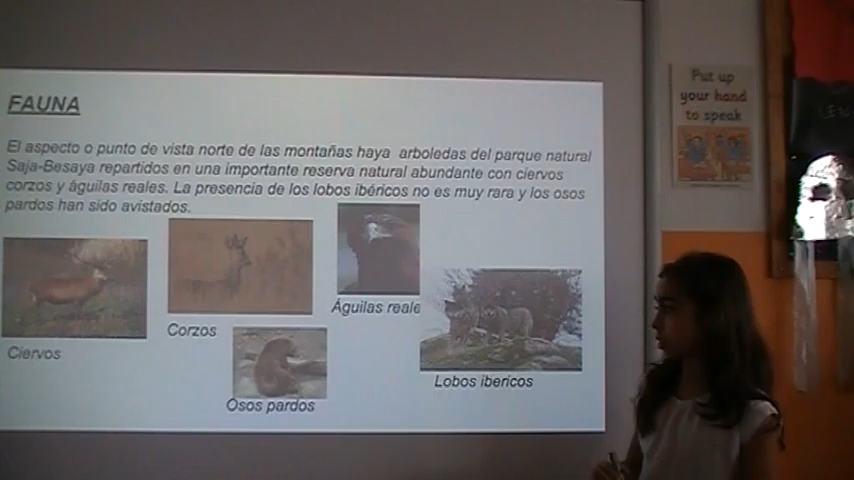 FAUNA
El aspecto o punto de vista norte de las montañas haya arboledas del parque natural
Saja-Besaya repartidos en una importante reserva natural abundante con ciervos
corzos y águilas reales. La presencia de los lobos ibéricos no es muy rara y los osos
pardos han sido avistados.
Ciervos
Corzos
Águilas reale
Osos pardos
Lobos ibericos
Put up
your hand
to speak